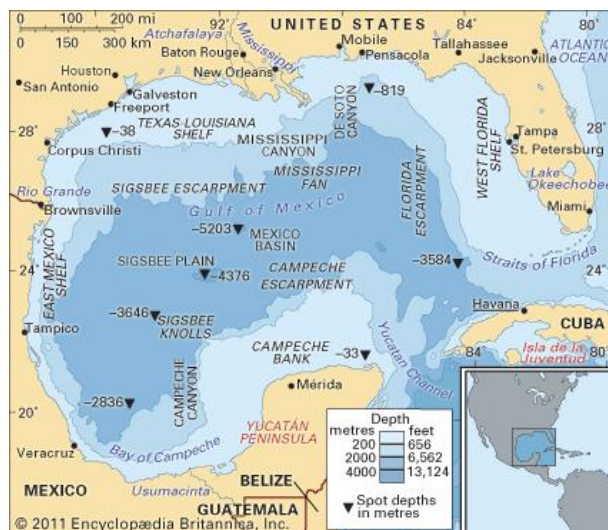 0 100 200 mi
0 150 300 km
92
88
84
80
UNITED STATES
Atchafalaya
Mississippi
Baton Rouge
New Orleans
Mobile
Pensacola
Tallahassee
Jacksonville
ATLANTIC
OCEAN
Houston
San Antonio
Galveston
Freeport
TEXAS-LOUISIANA
SHELF
−38
Corpus Christi
28
28
DE SOTO
CANYON
−819
MISSISSIPPI
CANYON
MISSISSIPPI
FAN
WEST FLORIDA
SHELF
Tampa
St. Petersburg
Lake
Okeechobee
Miami
SIGSBEE ESCARPMENT
Rio Grande
Brownsville
Gulf of Mexico
FLORIDA
ESCARPMENT
−5203
MEXICO
BASIN
EAST MEXICO
SHELF
SIGSBEE PLAIN
−4376
CAMPECHE
ESCARPMENT
−3584
24
24
Straits of Florida
−3646
SIGSBEE
KNOLLS
Tampico
Havana
CUBA
Isla de la
Juventud
84
80
CAMPECHE
BANK
−33
Yucatan Channel
CAMPECHE
CANYON
−2836
Mérida
20
Veracruz
Bay of Campeche
YUCATÁN
PENINSULA
MEXICO
Usumacinta
BELIZE
GUATEMALA
Depth
metres feet
200 656
2000 6,562
4000 13,124
Spot depths
in metres
© 2011 Encyclopædia Britannica, Inc.